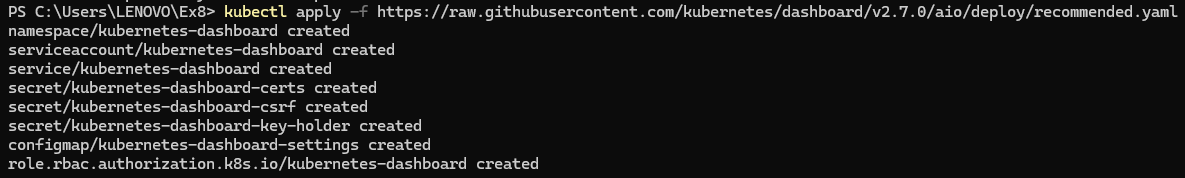 PS C:\Users\LENOVO\Ex8> kubectl apply -f https://raw.githubusercontent.com/kubernetes/dashboard/v2.7.0/aio/deploy/recommended.yaml
namespace/kubernetes-dashboard created
serviceaccount/kubernetes-dashboard created
service/kubernetes-dashboard created
secret/kubernetes-dashboard-certs created
secret/kubernetes-dashboard-csrf created
secret/kubernetes-dashboard-key-holder created
configmap/kubernetes-dashboard-settings created
role.rbac.authorization.k8s.io/kubernetes-dashboard created